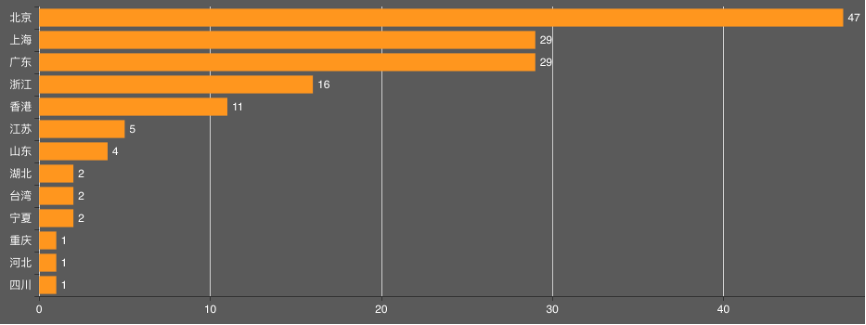 北京 47
上海 29
广东 29
浙江 16
香港 11
江苏 5
山东 4
湖北 2
台湾 2
宁夏 2
重庆 1
河北 1
四川 1
0 10 20 30 40